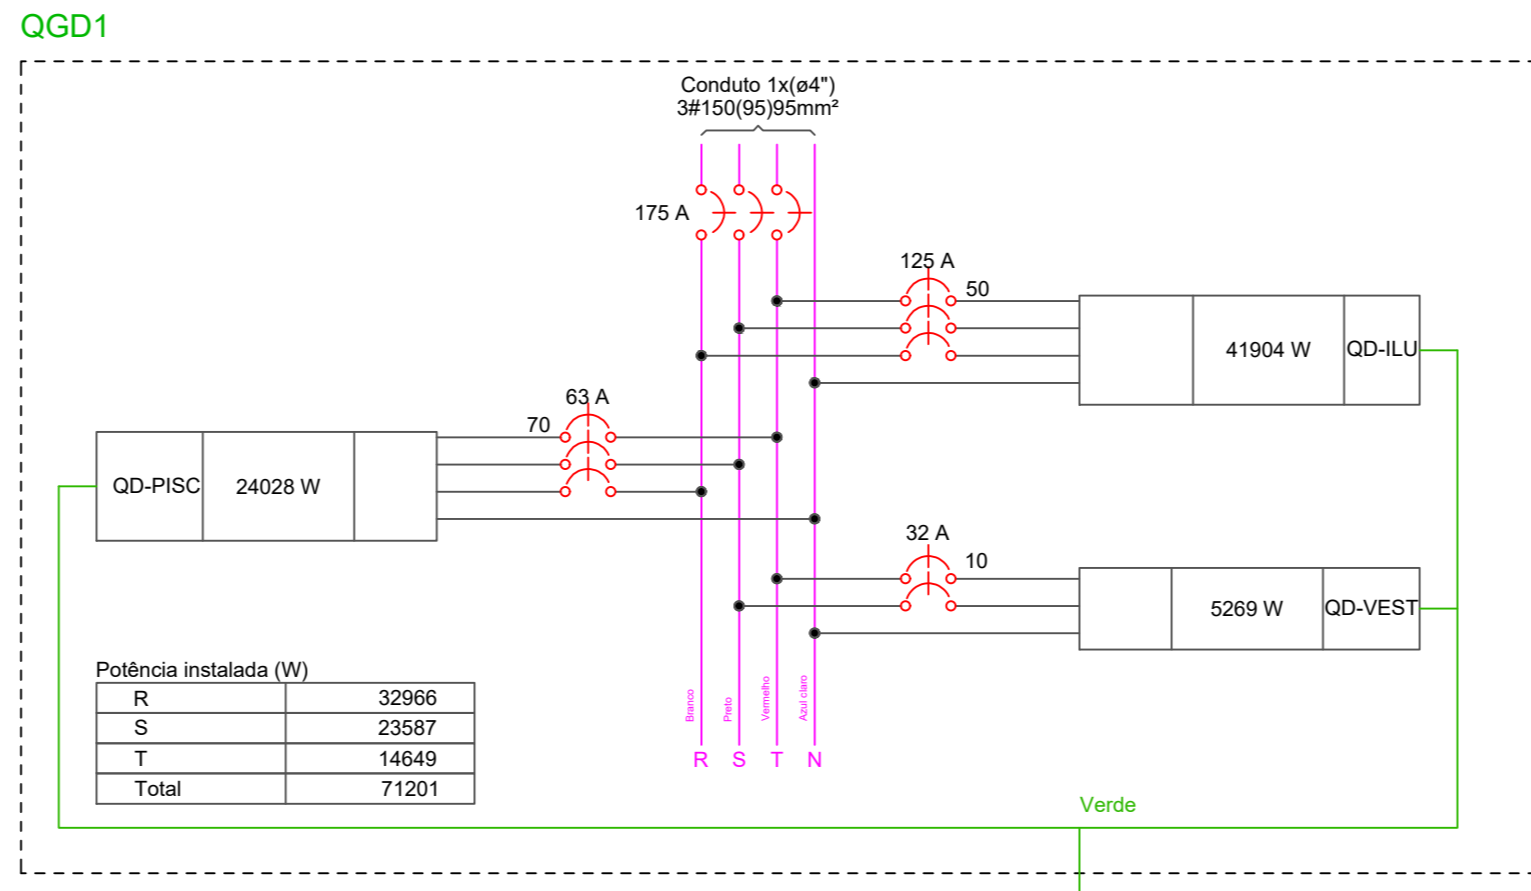 QGD1
Conduto 1x(ø4")
3#150(95)95mm²
175 A
125 A
50
41904 W
QD-ILU
63 A
70
QD-PISC
24028 W
32 A
10
5269 W
QD-VEST
Potência instalada (W)
R 32966
S 23587
T 14649
Total 71201
Branco
Preto
Vermelho
Azul claro
R S T N
Verde